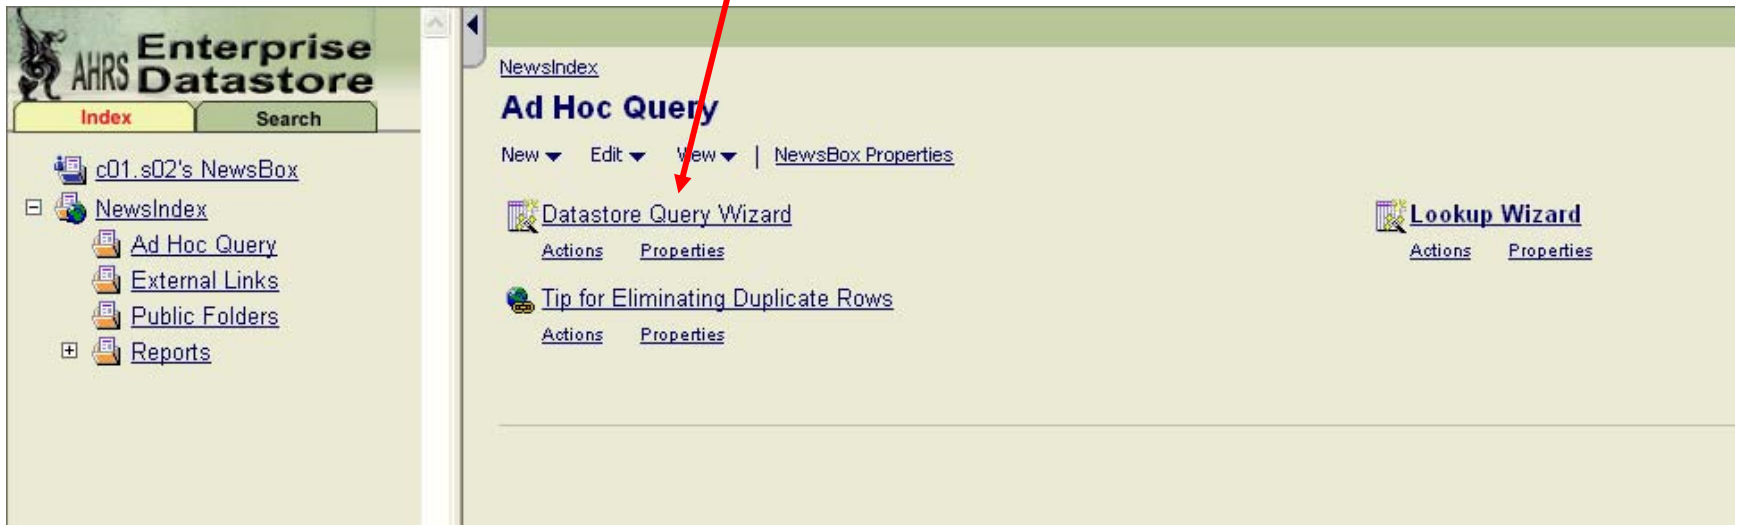 AHRS Enterprise
Datastore
Index Search
c01.s02's NewsBox
NewsIndex
Ad Hoc Query
External Links
Public Folders
Reports
NewsIndex
Ad Hoc Query
New Edit View | NewsBox Properties
Datastore Query Wizard
Actions Properties
Lookup Wizard
Actions Properties
Tip for Eliminating Duplicate Rows
Actions Properties